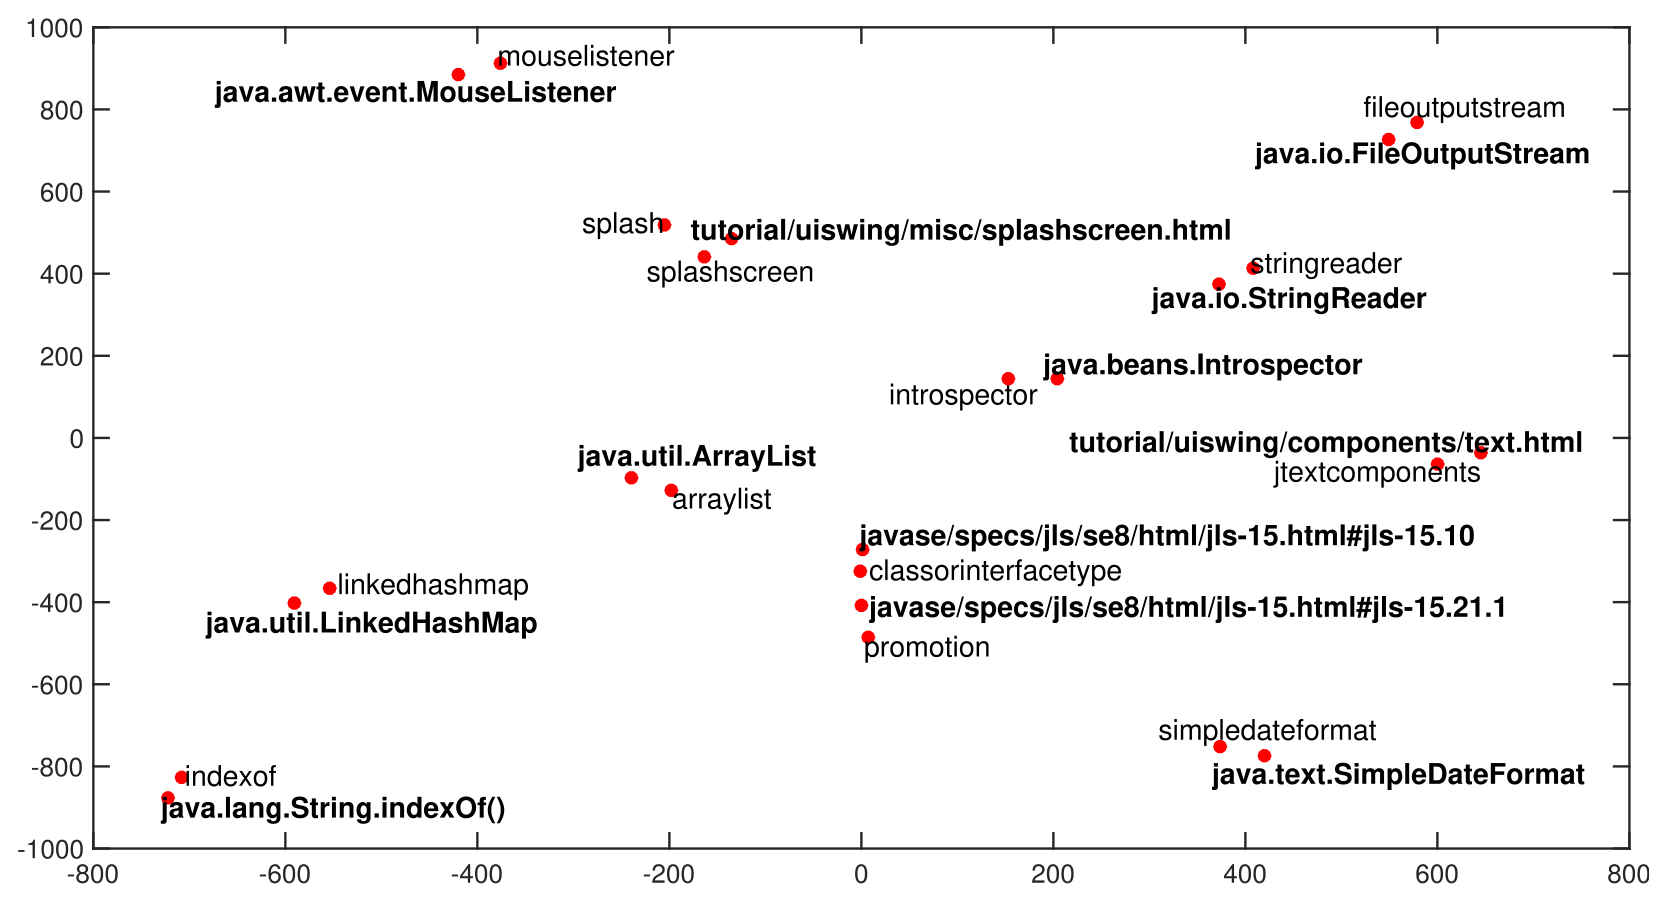 1000
mouselistener
java.awt.event.MouseListener
800
fileoutputstream
java.io.FileOutputStream
600
splash
tutorial/uiswing/misc/splashscreen.html
splashscreen
400
stringreader
java.io.StringReader
200
java.beans.Introspector
introspector
0
tutorial/uiswing/components/text.html
jtextcomponents
java.util.ArrayList
arraylist
-200
javase/specs/jls/se8/html/jls-15.html#jls-15.10
classorinterfacetype
linkedhashmap
-400
javase/specs/jls/se8/html/jls-15.html#jls-15.21.1
java.util.LinkedHashMap
promotion
-600
simpledateformat
-800
java.text.SimpleDateFormat
indexof
java.lang.String.indexOf()
-1000
-800 -600 -400 -200 0 200 400 600 800